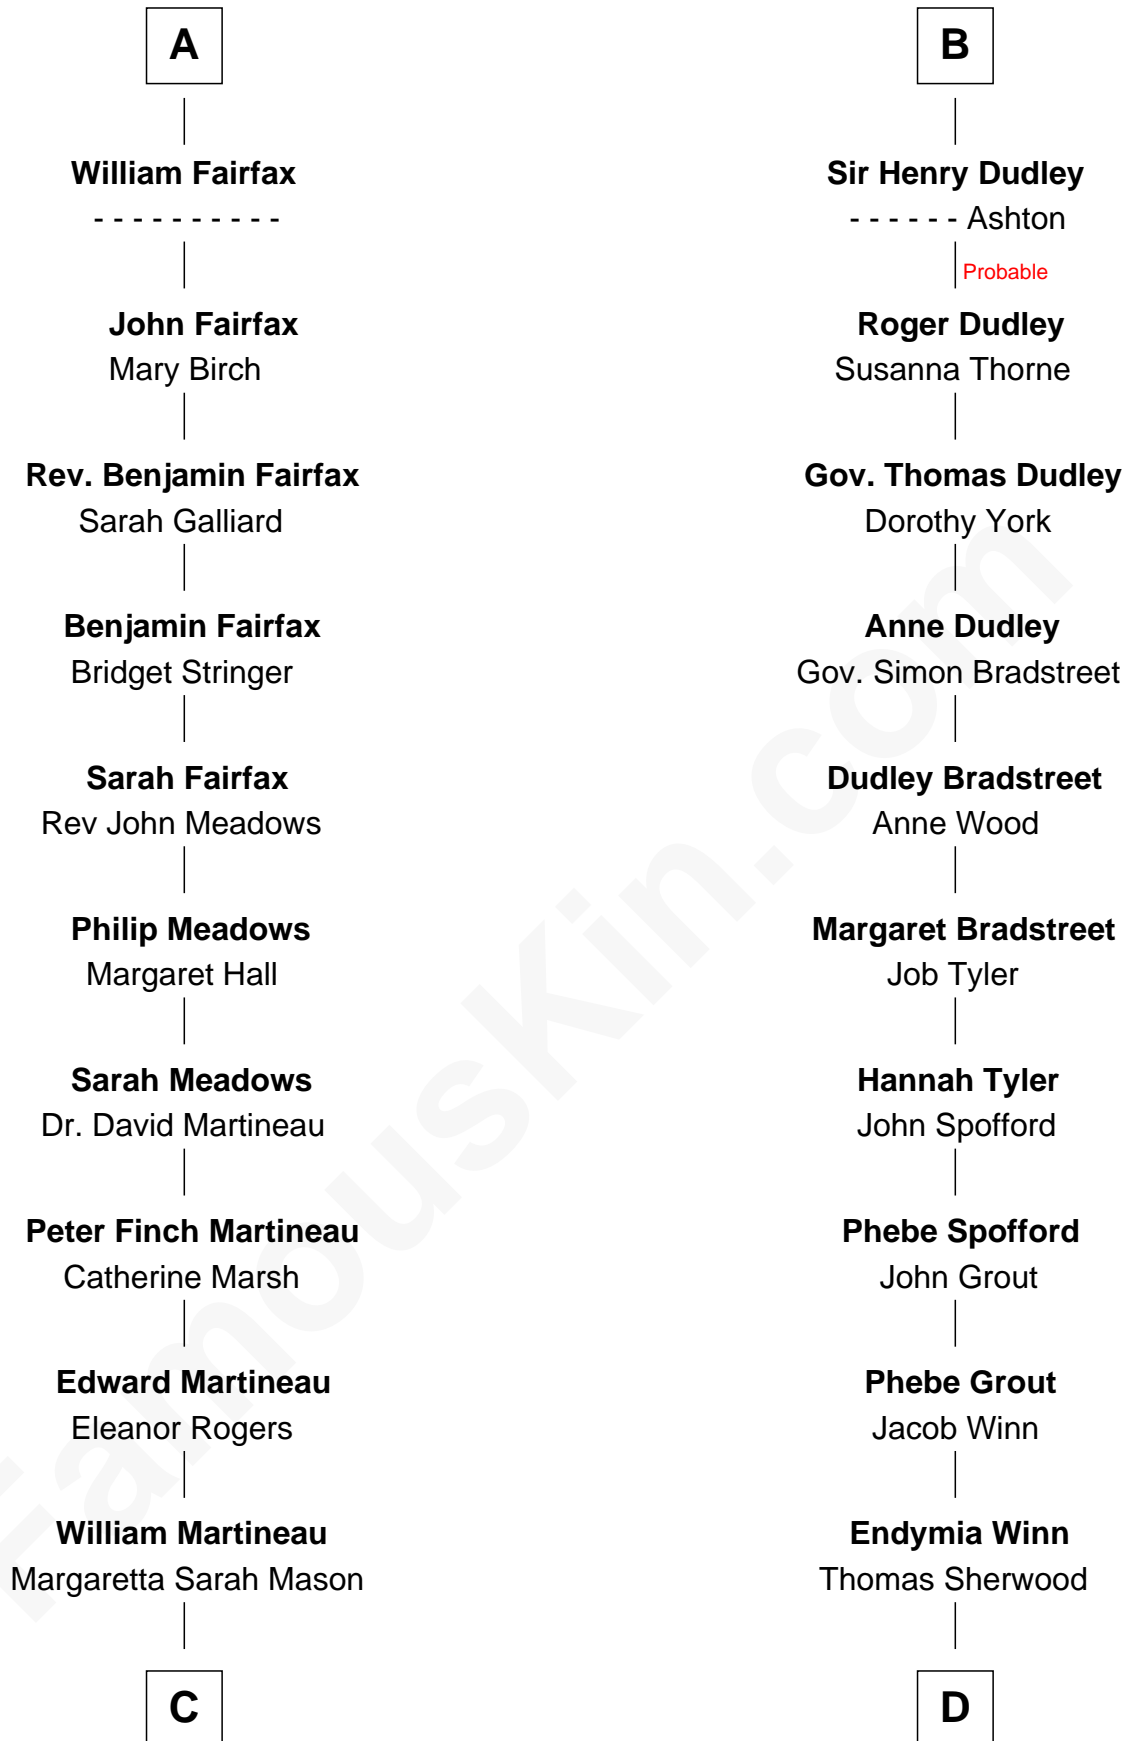 A
William Fairfax
- - - - - - - - - -
John Fairfax
Mary Birch
Rev. Benjamin Fairfax
Sarah Galliard
Benjamin Fairfax
Bridget Stringer
Sarah Fairfax
Rev John Meadows
Philip Meadows
Margaret Hall
Sarah Meadows
Dr. David Martineau
Peter Finch Martineau
Catherine Marsh
Edward Martineau
Eleanor Rogers
William Martineau
Margaretta Sarah Mason
C
B
Sir Henry Dudley
- - - - - - Ashton
Probable
Roger Dudley
Susanna Thorne
Gov. Thomas Dudley
Dorothy York
Anne Dudley
Gov. Simon Bradstreet
Dudley Bradstreet
Anne Wood
Margaret Bradstreet
Job Tyler
Hannah Tyler
John Spofford
Phebe Spofford
John Grout
Phebe Grout
Jacob Winn
Endymia Winn
Thomas Sherwood
D
FamousKin.com